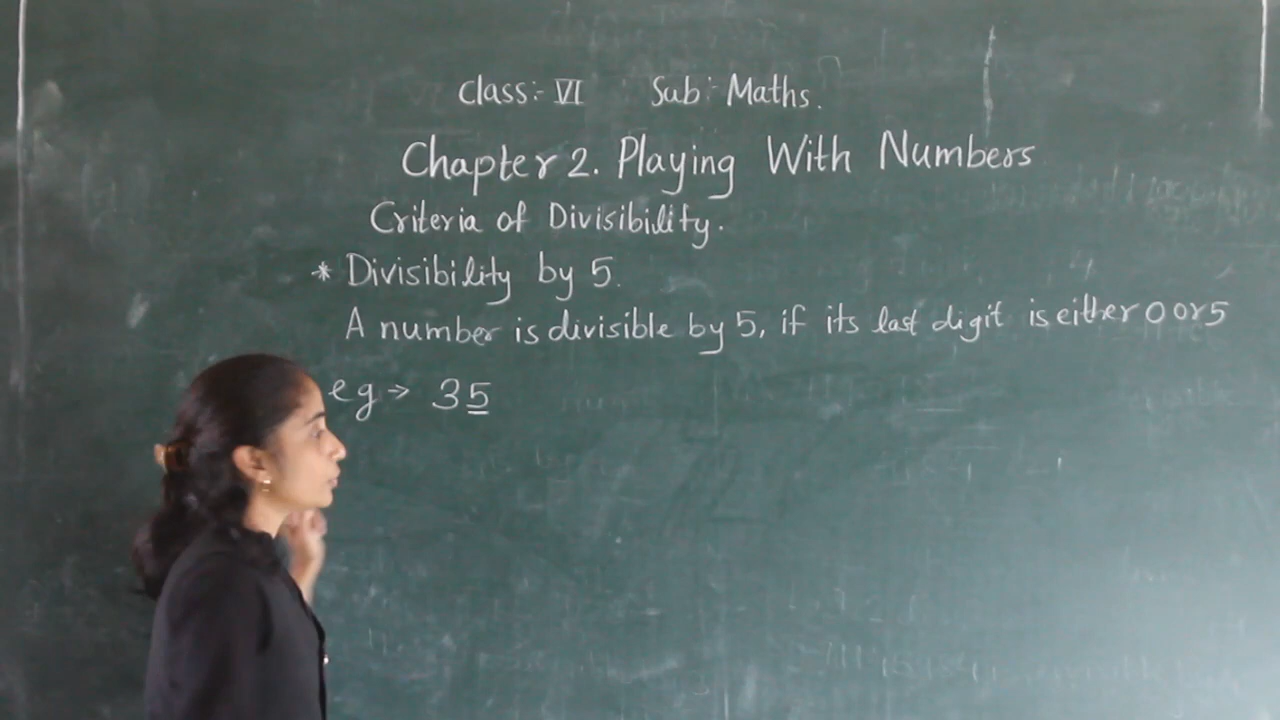 Class:- VI Sub:- Maths.
Chapter 2. Playing With Numbers
Criteria of Divisibility.
* Divisibility by 5.
A number is divisible by 5, if its last digit is either 0 or 5
eg → 35